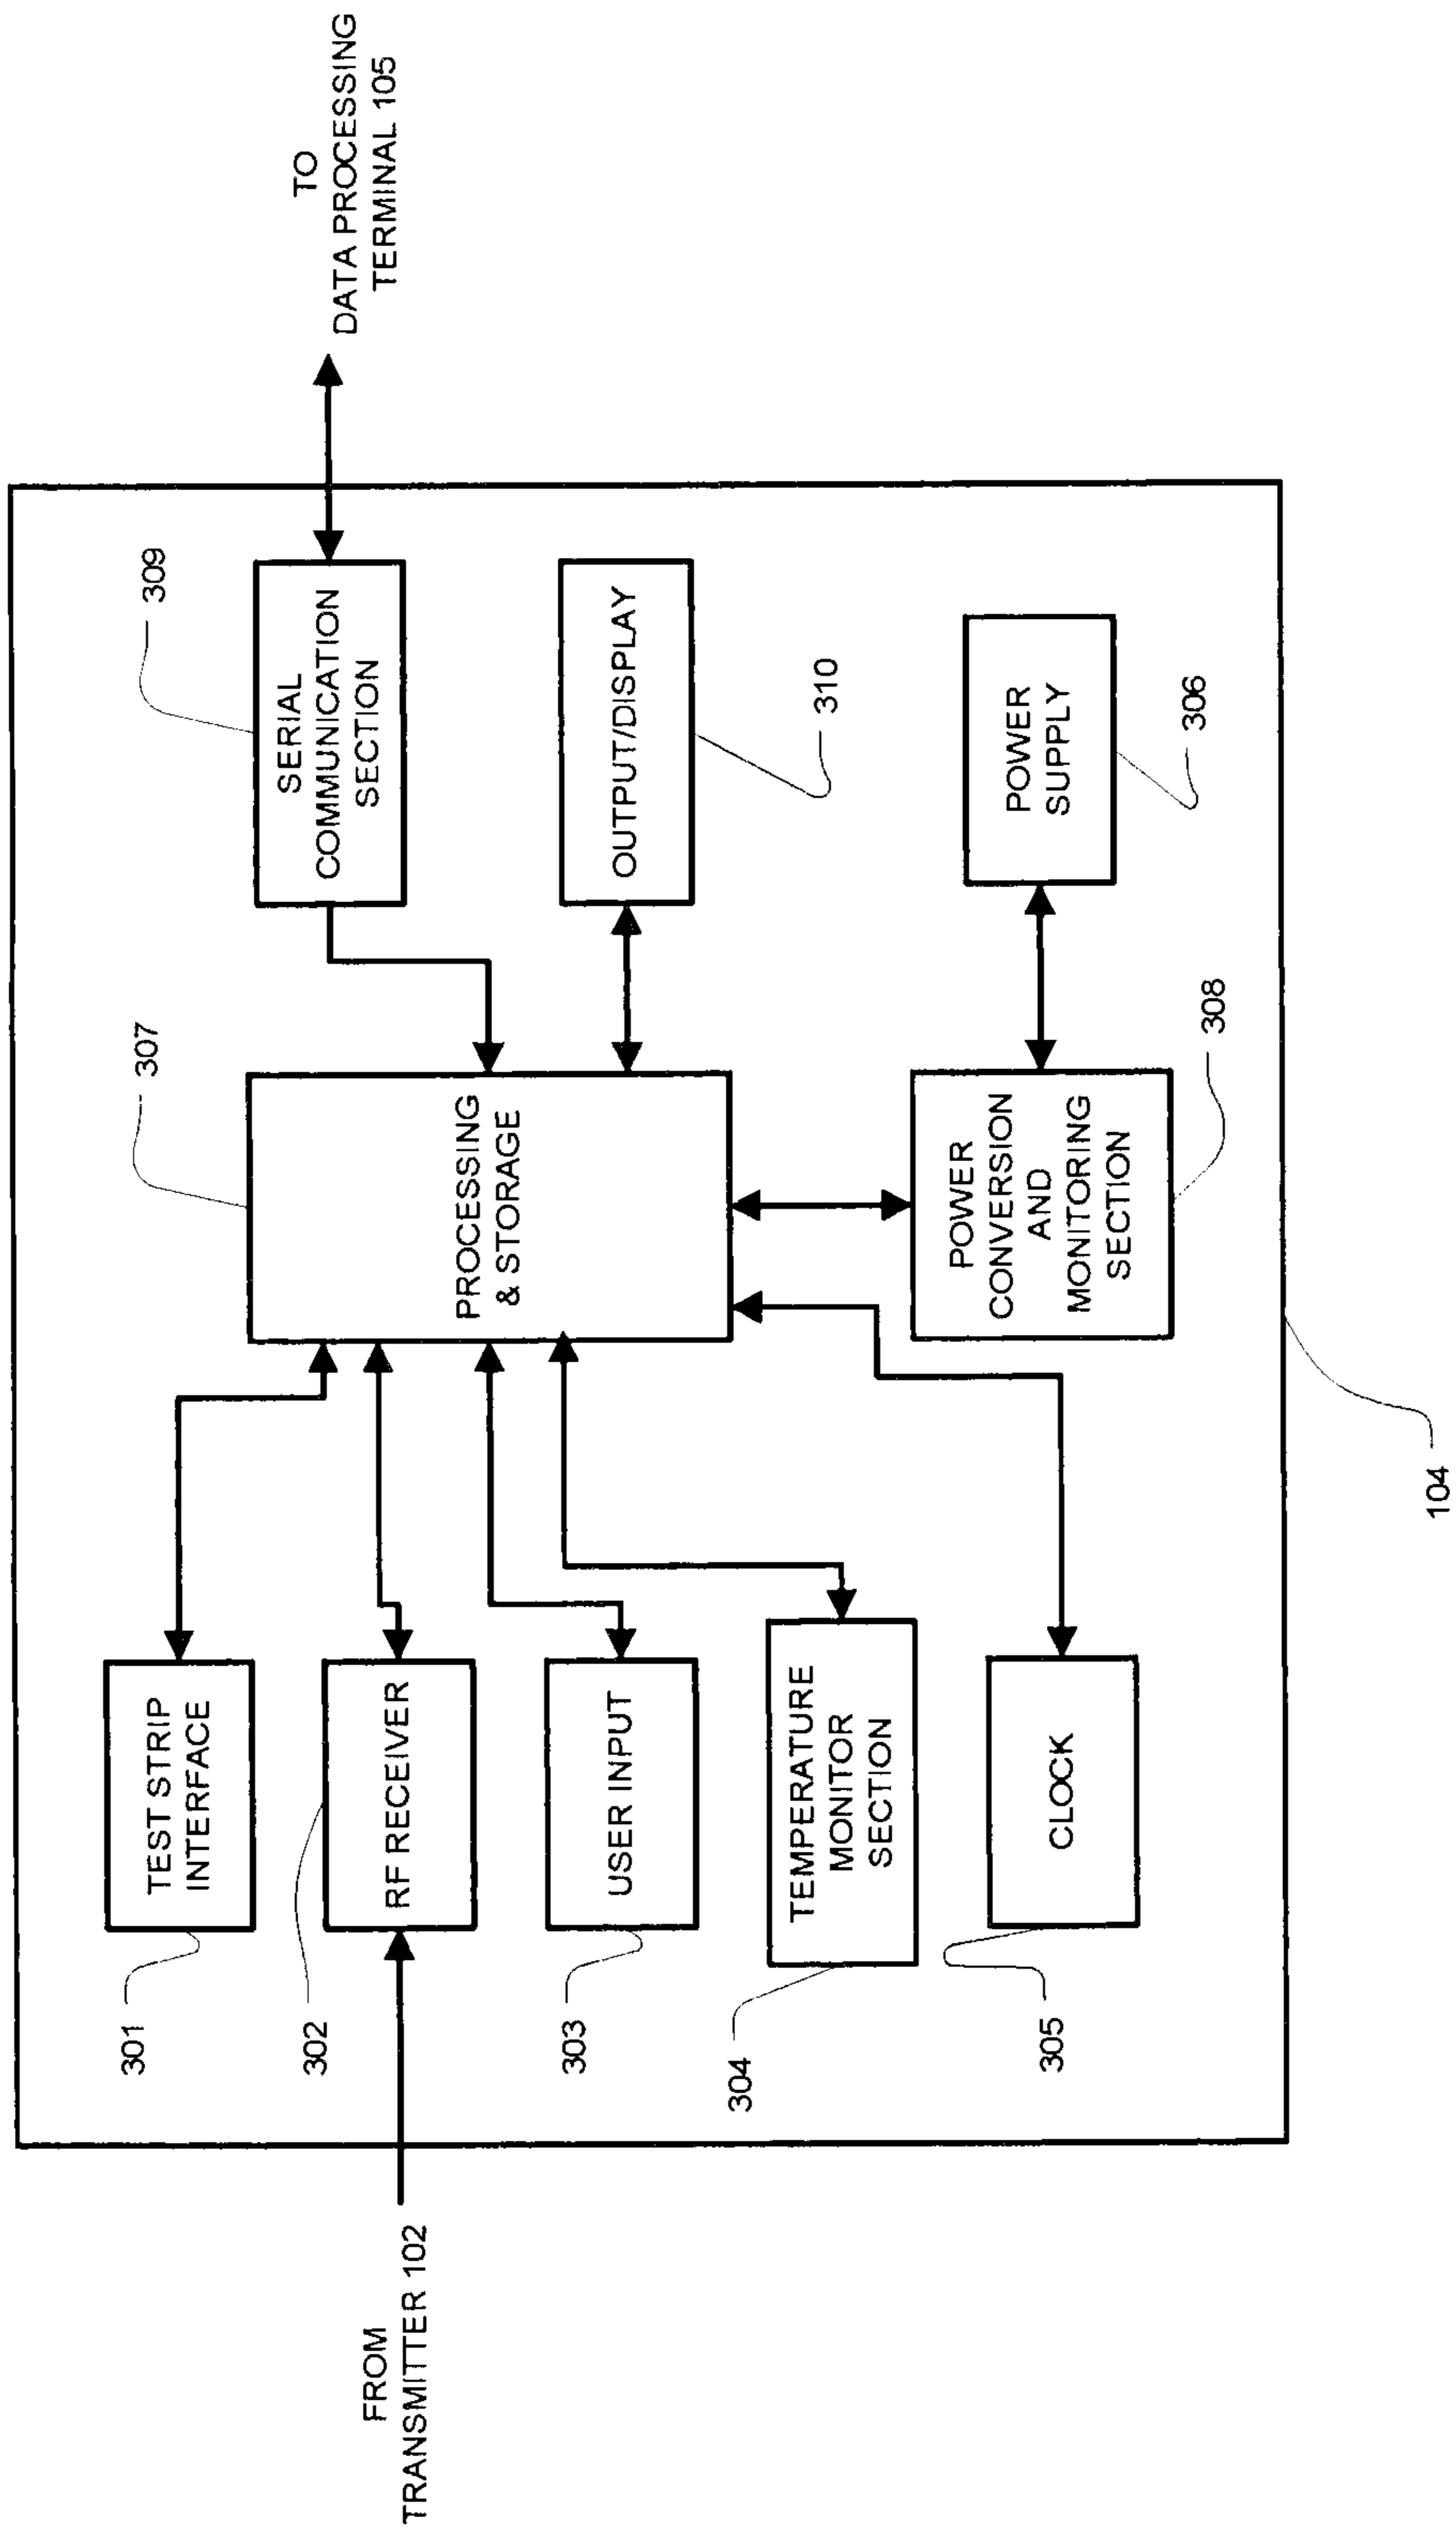 FROM
TRANSMITTER 102
301
TEST STRIP
INTERFACE
302
RF RECEIVER
303
USER INPUT
304
TEMPERATURE
MONITOR
SECTION
305
CLOCK
307
PROCESSING
& STORAGE
308
POWER
CONVERSION
AND
MONITORING
SECTION
309
SERIAL
COMMUNICATION
SECTION
310
OUTPUT/DISPLAY
306
POWER
SUPPLY
TO
DATA PROCESSING
TERMINAL 105
104